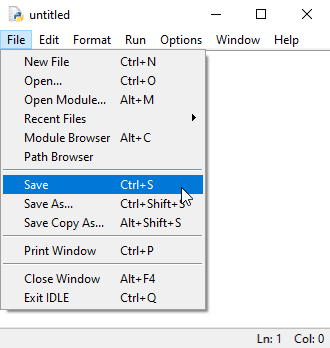 untitled
File Edit Format Run Options Window Help
New File Ctrl+N
Open... Ctrl+O
Open Module... Alt+M
Recent Files
Module Browser Alt+C
Path Browser
Save Ctrl+S
Save As... Ctrl+Shift+S
Save Copy As... Alt+Shift+S
Print Window Ctrl+P
Close Window Alt+F4
Exit IDLE Ctrl+Q
Ln: 1 Col: 0